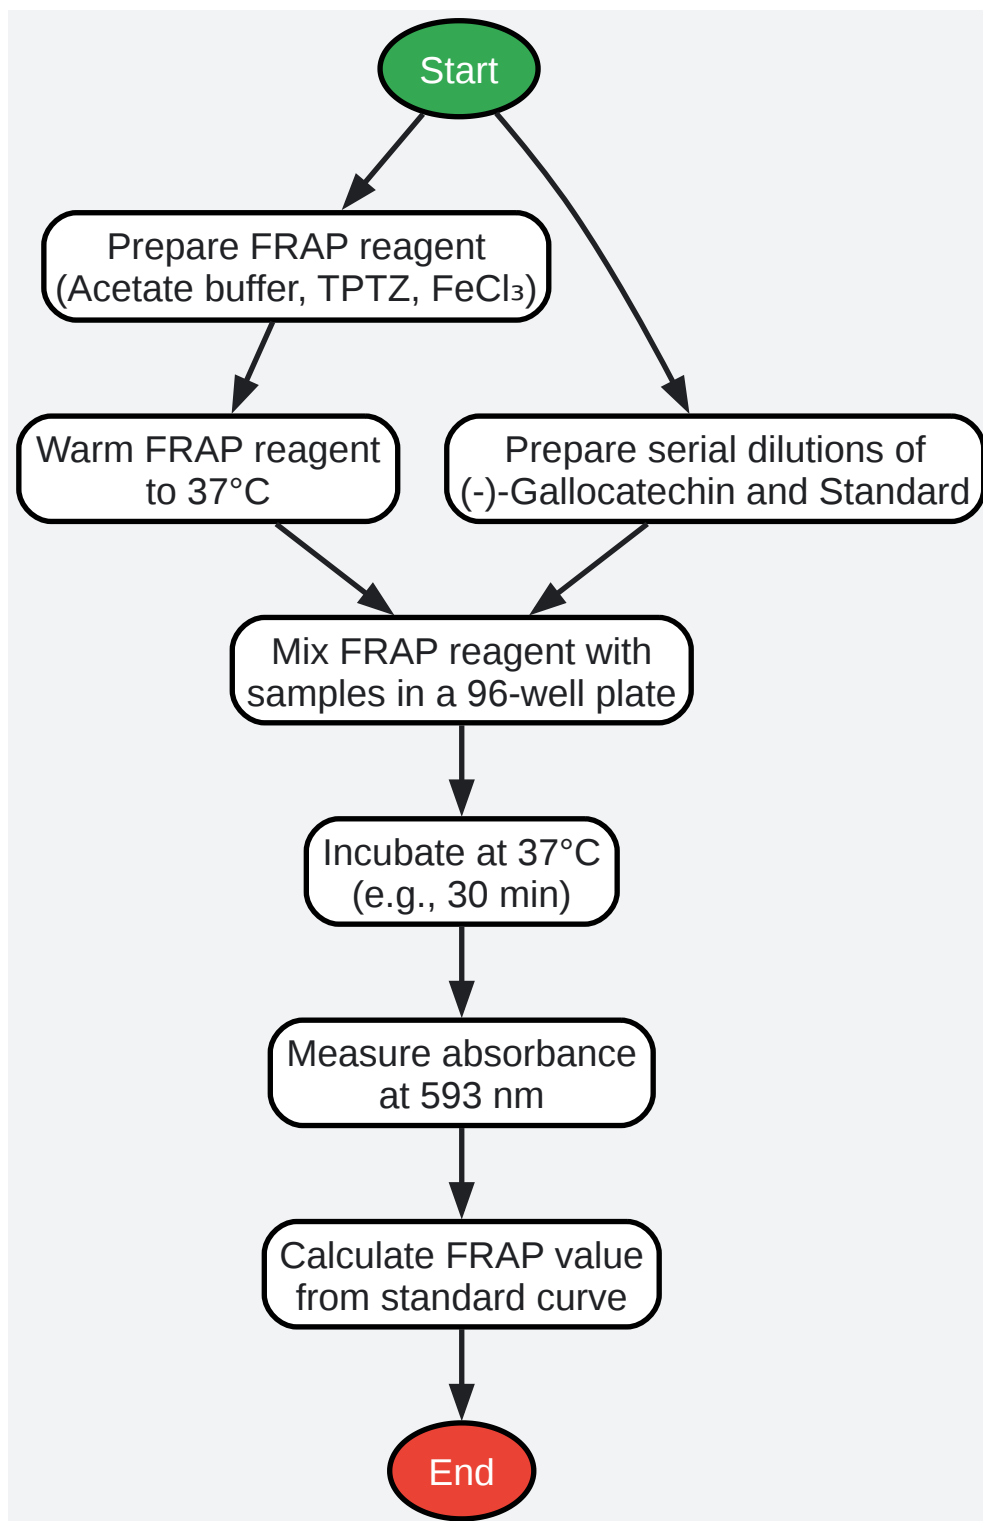 Start
Prepare FRAP reagent
(Acetate buffer, TPTZ, FeCl₃)
Warm FRAP reagent
to 37°C
Prepare serial dilutions of
(-)-Gallocatechin and Standard
Mix FRAP reagent with
samples in a 96-well plate
Incubate at 37°C
(e.g., 30 min)
Measure absorbance
at 593 nm
Calculate FRAP value
from standard curve
End